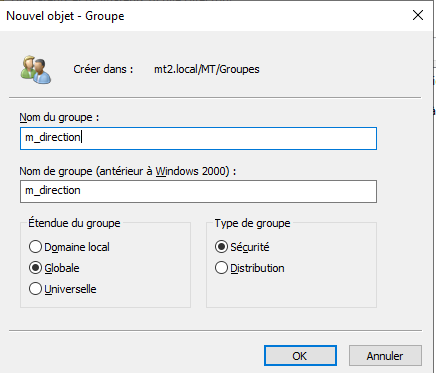 Nouvel objet - Groupe
Créer dans : mt2.local/MT/Groupes
Nom du groupe :
m_direction
Nom de groupe (antérieur à Windows 2000) :
m_direction
Étendue du groupe Type de groupe
Domaine local Sécurité
Globale Distribution
Universelle
OK Annuler